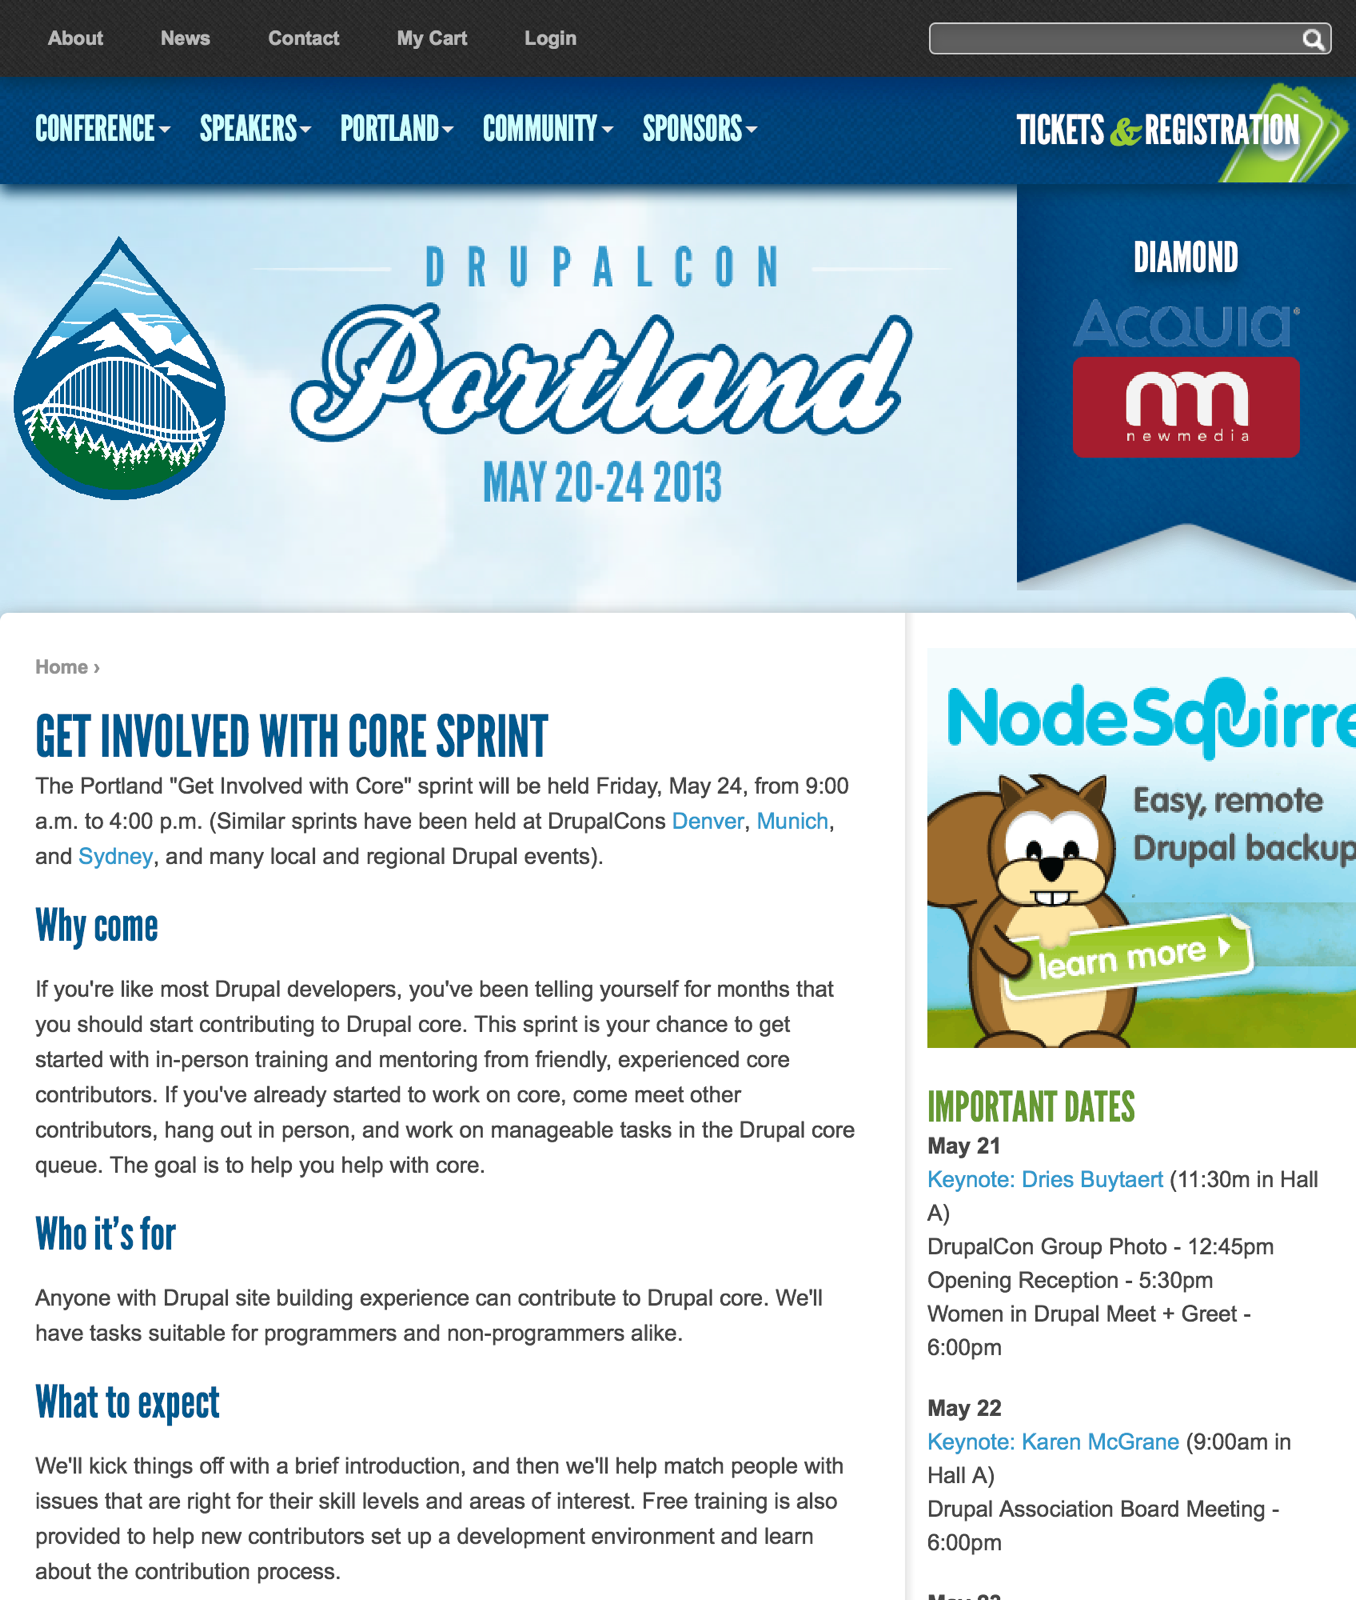 About News Contact My Cart Login
CONFERENCE SPEAKERS PORTLAND COMMUNITY SPONSORS TICKETS & REGISTRATION
DRUPALCON
Portland
MAY 20-24 2013
DIAMOND
ACQUIA
newmedia
Home ›
GET INVOLVED WITH CORE SPRINT
The Portland "Get Involved with Core" sprint will be held Friday, May 24, from 9:00
a.m. to 4:00 p.m. (Similar sprints have been held at DrupalCons Denver, Munich,
and Sydney, and many local and regional Drupal events).
Why come
If you're like most Drupal developers, you've been telling yourself for months that
you should start contributing to Drupal core. This sprint is your chance to get
started with in-person training and mentoring from friendly, experienced core
contributors. If you've already started to work on core, come meet other
contributors, hang out in person, and work on manageable tasks in the Drupal core
queue. The goal is to help you help with core.
Who it's for
Anyone with Drupal site building experience can contribute to Drupal core. We'll
have tasks suitable for programmers and non-programmers alike.
What to expect
We'll kick things off with a brief introduction, and then we'll help match people with
issues that are right for their skill levels and areas of interest. Free training is also
provided to help new contributors set up a development environment and learn
about the contribution process.
NodeSquirre
Easy, remote
Drupal backup
learn more
IMPORTANT DATES
May 21
Keynote: Dries Buytaert (11:30m in Hall
A)
DrupalCon Group Photo - 12:45pm
Opening Reception - 5:30pm
Women in Drupal Meet + Greet -
6:00pm
May 22
Keynote: Karen McGrane (9:00am in
Hall A)
Drupal Association Board Meeting -
6:00pm